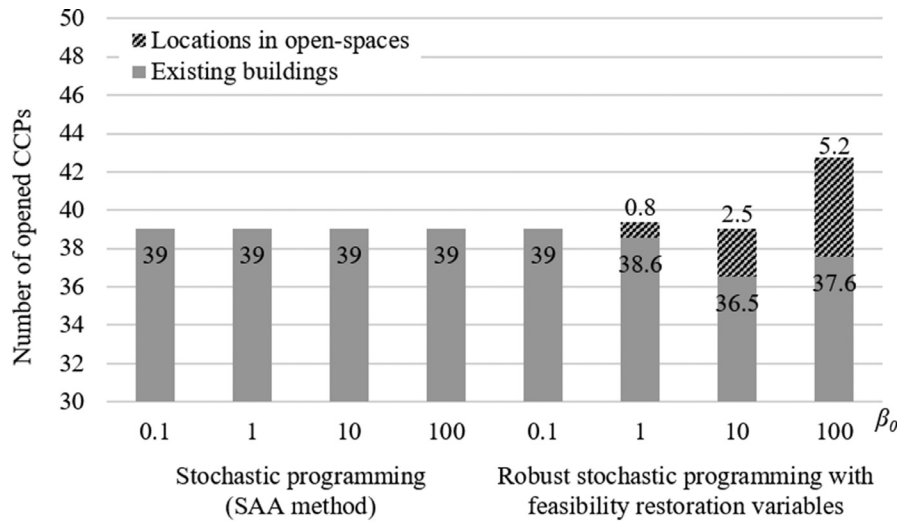 50
48
46
44
42
40
38
36
34
32
30
Number of opened CCPs
Locations in open-spaces
Existing buildings
39
39
39
39
39
0.8
38.6
2.5
36.5
5.2
37.6
0.1 1 10 100 0.1 1 10 100 β₀
Stochastic programming
(SAA method)
Robust stochastic programming with
feasibility restoration variables